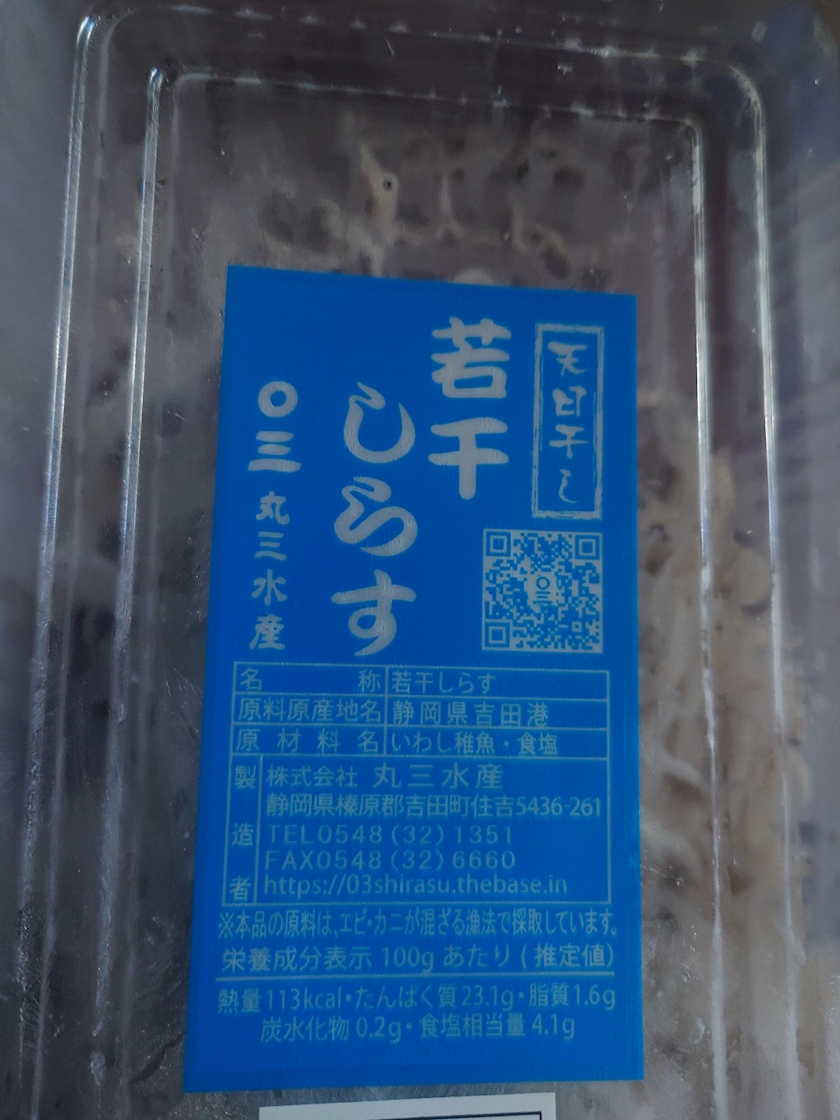 天日干し
若干
しらす
〇三 丸三水産
名称 若干しらす
原料原産地名 静岡県吉田港
原材料名 いわし稚魚・食塩
製造者 株式会社 丸三水産
静岡県榛原郡吉田町住吉5436-261
TEL0548(32)1351
FAX0548(32)6660
https://03shirasu.thebase.in
※本品の原料は、エビ・カニが混ざる漁法で採取しています。
栄養成分表示 100gあたり(推定値)
熱量113kcal・たんぱく質23.1g・脂質1.6g
炭水化物0.2g・食塩相当量4.1g